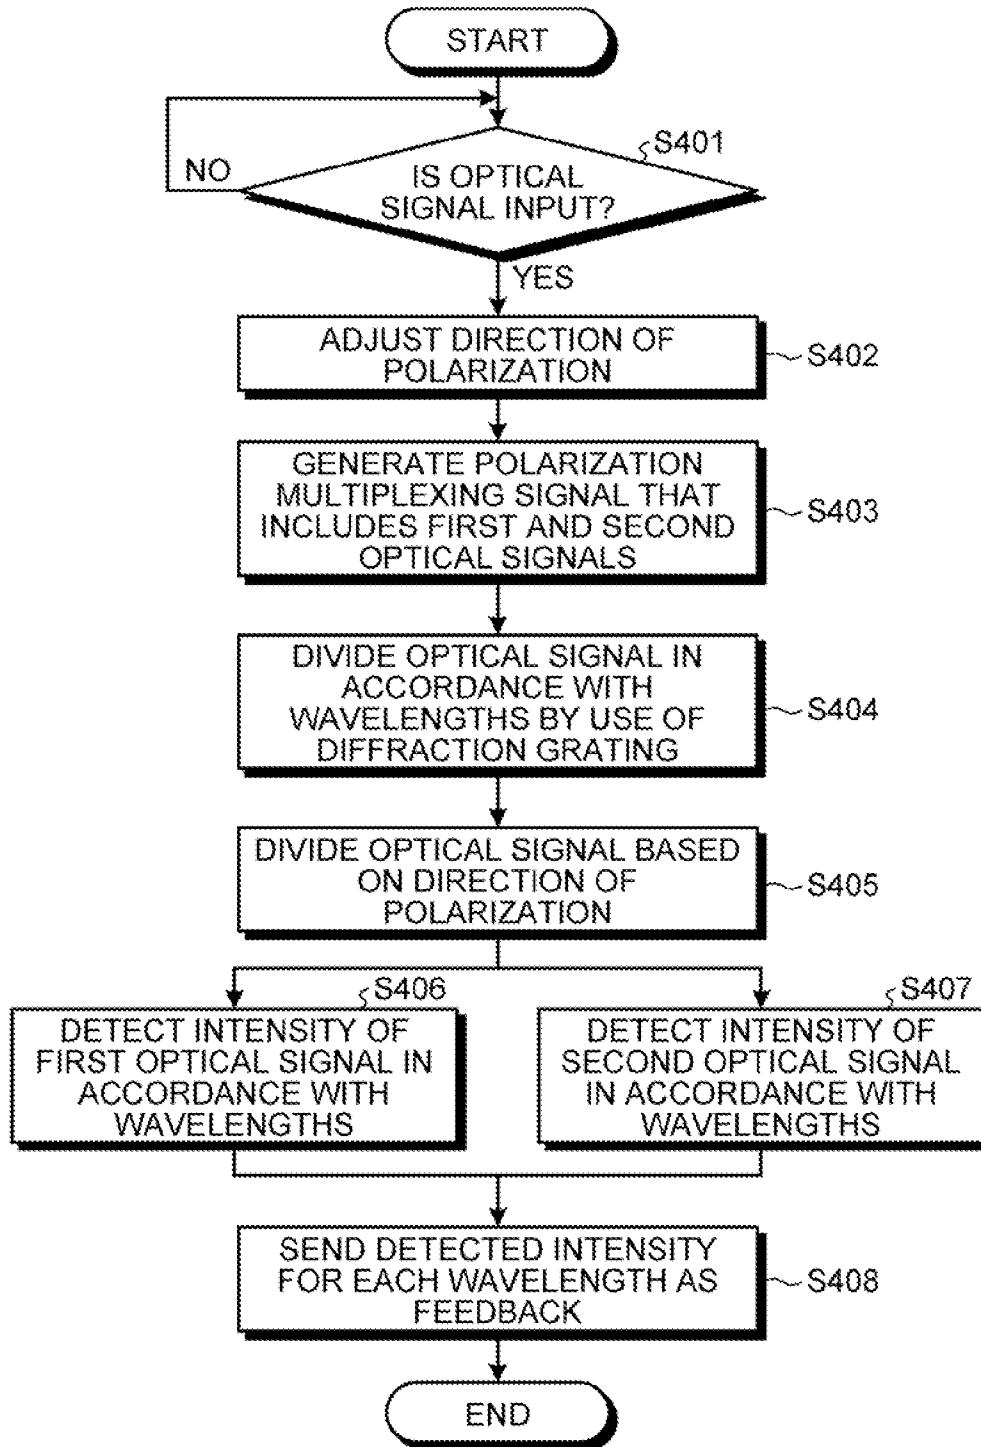 START
S401
NO
IS OPTICAL
SIGNAL INPUT?
YES
ADJUST DIRECTION OF
POLARIZATION
S402
GENERATE POLARIZATION
MULTIPLEXING SIGNAL THAT
INCLUDES FIRST AND SECOND
OPTICAL SIGNALS
S403
DIVIDE OPTICAL SIGNAL IN
ACCORDANCE WITH
WAVELENGTHS BY USE OF
DIFFRACTION GRATING
S404
DIVIDE OPTICAL SIGNAL BASED
ON DIRECTION OF
POLARIZATION
S405
S406
DETECT INTENSITY OF
FIRST OPTICAL SIGNAL IN
ACCORDANCE WITH
WAVELENGTHS
S407
DETECT INTENSITY OF
SECOND OPTICAL SIGNAL
IN ACCORDANCE WITH
WAVELENGTHS
SEND DETECTED INTENSITY
FOR EACH WAVELENGTH AS
FEEDBACK
S408
END